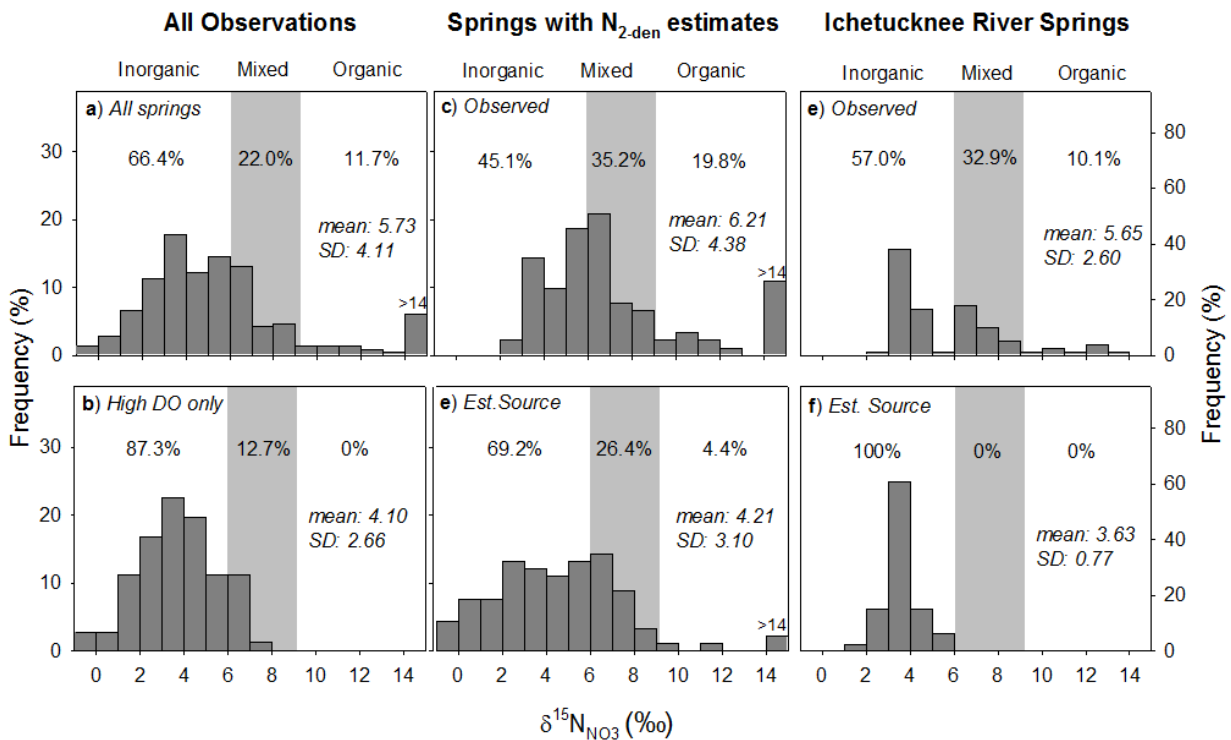 All Observations
Springs with N2-den estimates
Ichetucknee River Springs
Inorganic Mixed Organic
Inorganic Mixed Organic
Inorganic Mixed Organic
a) All springs
66.4% 22.0% 11.7%
mean: 5.73
SD: 4.11
>14
c) Observed
45.1% 35.2% 19.8%
mean: 6.21
SD: 4.38
>14
e) Observed
57.0% 32.9% 10.1%
mean: 5.65
SD: 2.60
30
20
10
0
80
60
40
20
0
Frequency (%)
Frequency (%)
b) High DO only
87.3% 12.7% 0%
mean: 4.10
SD: 2.66
e) Est.Source
69.2% 26.4% 4.4%
mean: 4.21
SD: 3.10
>14
f) Est. Source
100% 0% 0%
mean: 3.63
SD: 0.77
30
20
10
0
80
60
40
20
0
0 2 4 6 8 10 12 14
0 2 4 6 8 10 12 14
0 2 4 6 8 10 12 14
δ15NNO3 (‰)